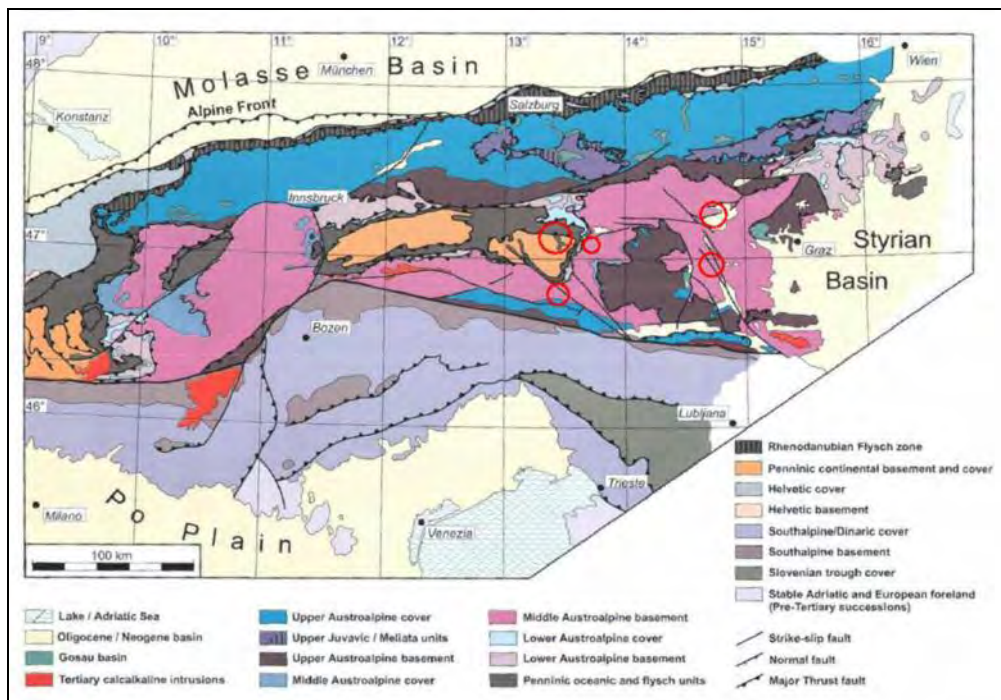 9° 10° 11° 12° 13° 14° 15° 16°
48°
47°
46°
Molasse Basin
Alpine Front
München
Konstanz
Salzburg
Wien
Innsbruck
Graz
Styrian
Basin
Bozen
Lubljana
Trieste
Milano
Venezia
Po Plain
100 km
Rhenodanubian Flysch zone
Penninic continental basement and cover
Helvetic cover
Helvetic basement
Southalpine/Dinaric cover
Southalpine basement
Slovenian trough cover
Stable Adriatic and European foreland
(Pre-Tertiary successions)
Lake / Adriatic Sea
Oligocene / Neogene basin
Gosau basin
Tertiary calcalkaline intrusions
Upper Austroalpine cover
Upper Juvavic / Meliata units
Upper Austroalpine basement
Middle Austroalpine cover
Middle Austroalpine basement
Lower Austroalpine cover
Lower Austroalpine basement
Penninic oceanic and flysch units
Strike-slip fault
Normal fault
Major Thrust fault